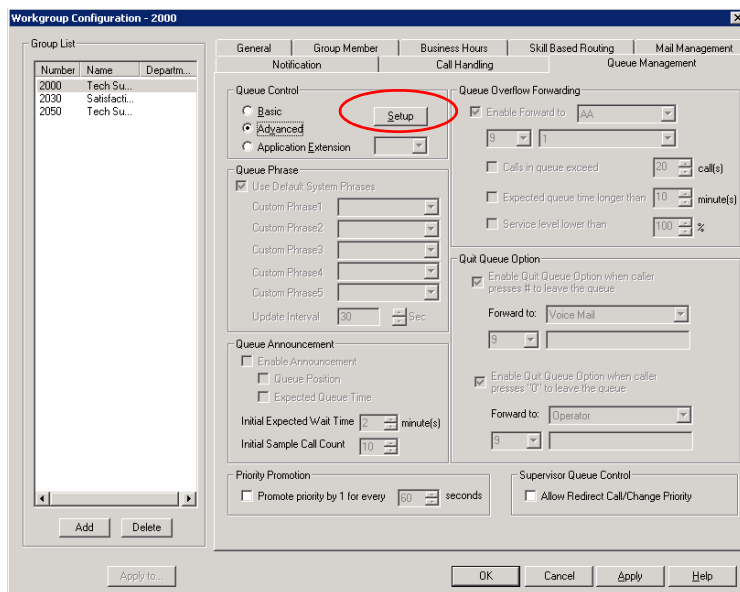 Workgroup Configuration - 2000
Group List
Number Name Departm...
2000 Tech Su...
2030 Satisfacti...
2050 Tech Su...
Add Delete
Apply to...
General Group Member Business Hours Skill Based Routing Mail Management
Notification Call Handling Queue Management
Queue Control
Basic
Advanced
Application Extension
Setup
Queue Phrase
Use Default System Phrases
Custom Phrase1
Custom Phrase2
Custom Phrase3
Custom Phrase4
Custom Phrase5
Update Interval 30 Sec
Queue Announcement
Enable Announcement
Queue Position
Expected Queue Time
Initial Expected Wait Time 2 minute(s)
Initial Sample Call Count 10
Queue Overflow Forwarding
Enable Forward to AA
9 1
Calls in queue exceed 20 call(s)
Expected queue time longer than 10 minute(s)
Service level lower than 100 %
Quit Queue Option
Enable Quit Queue Option when caller
presses # to leave the queue
Forward to: Voice Mail
9
Enable Quit Queue Option when caller
presses "0" to leave the queue
Forward to: Operator
9
Priority Promotion
Promote priority by 1 for every 60 seconds
Supervisor Queue Control
Allow Redirect Call/Change Priority
OK Cancel Apply Help